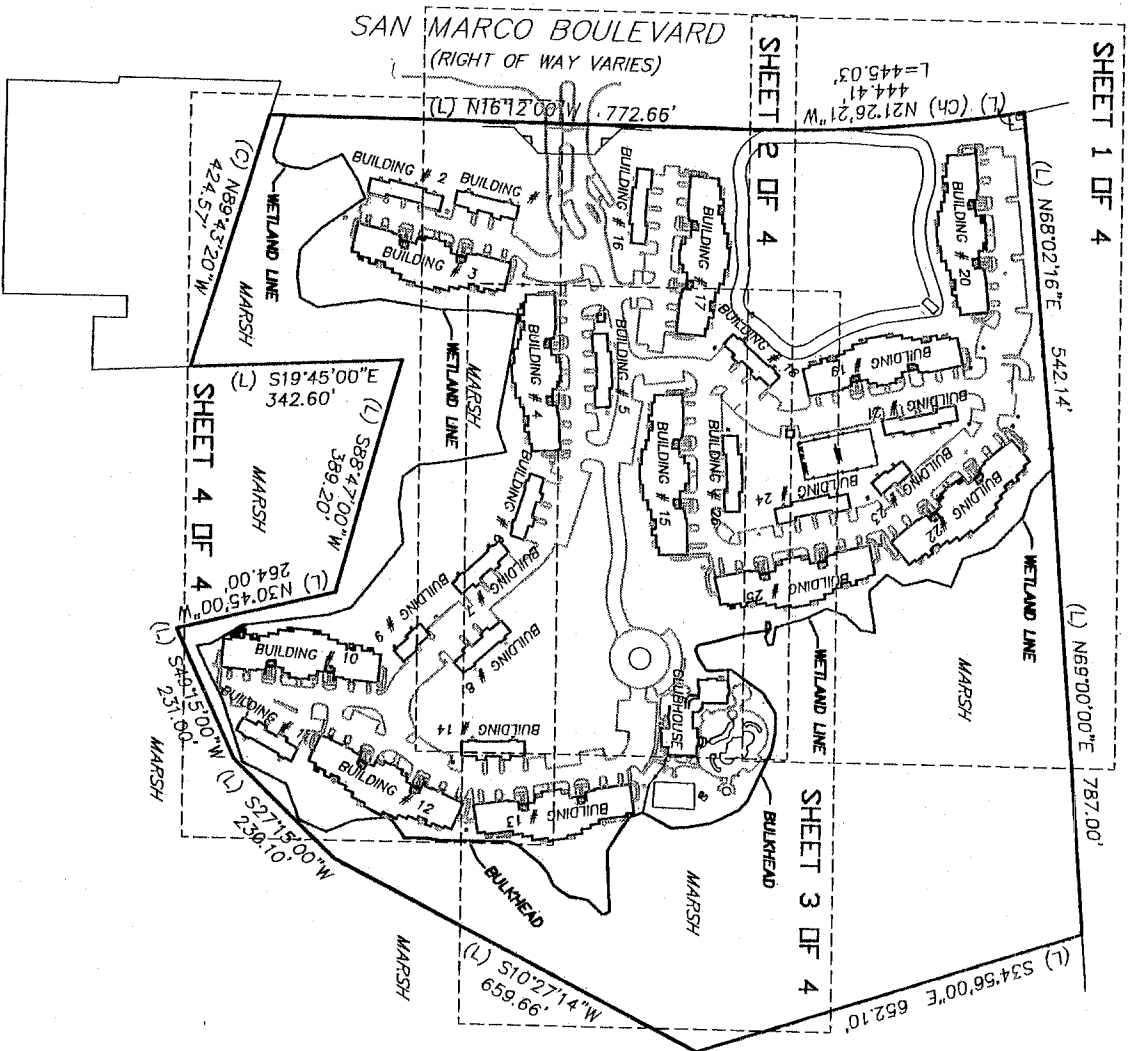 SAN MARCO BOULEVARD
(RIGHT OF WAY VARIES)
(L) N16°12'00"W 772.66'
(L) (Ch) N21°26'21"W
444.41'
L=445.03'
SHEET 1 OF 4
SHEET 2 OF 4
(L) N68°02'16"E 542.14'
(C) N89°43'20"W
424.57'
WETLAND LINE
MARSH
BUILDING # 2
BUILDING #
BUILDING # 3
BUILDING # 16
BUILDING # 17
BUILDING # 20
WETLAND LINE
MARSH
BUILDING # 4
BUILDING # 5
BUILDING #
BUILDING # 19
BUILDING # 21
(L) S19°45'00"E
342.60'
(L) S88°47'00"W
389.20'
MARSH
SHEET 4 OF 4
(L) N30°45'00"W
264.00'
BUILDING #
BUILDING # 7
BUILDING # 8
BUILDING # 9
BUILDING # 15
BUILDING # 26
#
BUILDING # 24
BUILDING # 23
BUILDING # 22
BUILDING # 25
WETLAND LINE
(L) N69°00'00"E 787.00'
MARSH
WETLAND LINE
BUILDING # 10
BUILDING #
BUILDING # 12
BUILDING # 13
BUILDING # 14
CLUBHOUSE
(L) S49°15'00"W
231.00'
MARSH
(L) S27°15'00"W
230.10'
BULKHEAD
BULKHEAD
SHEET 3 OF 4
MARSH
MARSH
(L) S10°27'14"W
659.66'
(L) S34°56'00"E 652.10'